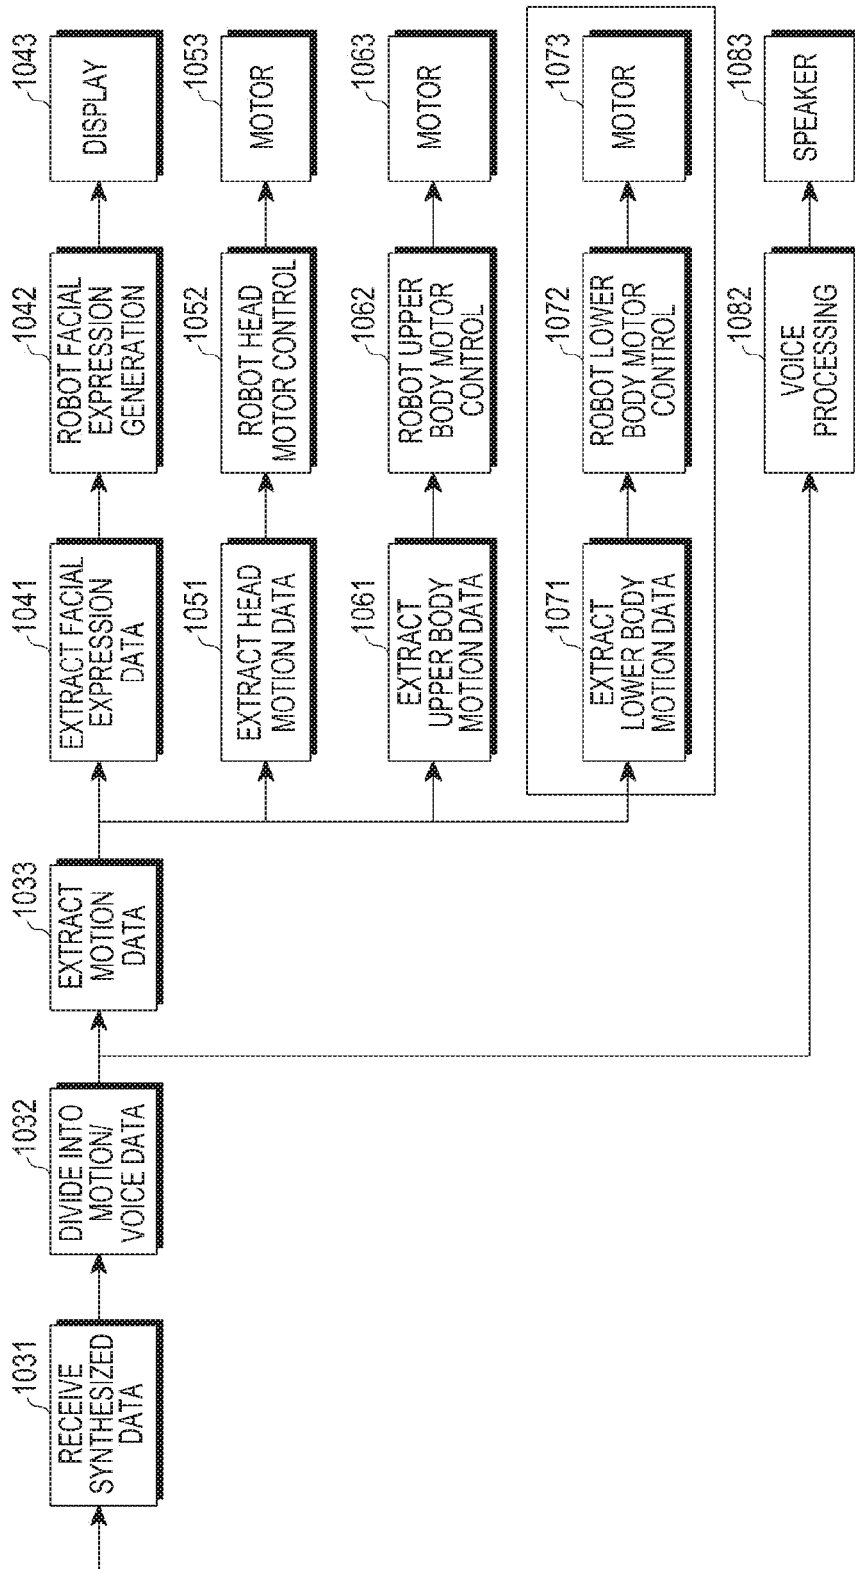 1031
RECEIVE
SYNTHESIZED
DATA
1032
DIVIDE INTO
MOTION/
VOICE DATA
1033
EXTRACT
MOTION
DATA
1041
EXTRACT FACIAL
EXPRESSION
DATA
1042
ROBOT FACIAL
EXPRESSION
GENERATION
1043
DISPLAY
1051
EXTRACT HEAD
MOTION DATA
1052
ROBOT HEAD
MOTOR CONTROL
1053
MOTOR
1061
EXTRACT
UPPER BODY
MOTION DATA
1062
ROBOT UPPER
BODY MOTOR
CONTROL
1063
MOTOR
1071
EXTRACT
LOWER BODY
MOTION DATA
1072
ROBOT LOWER
BODY MOTOR
CONTROL
1073
MOTOR
1082
VOICE
PROCESSING
1083
SPEAKER